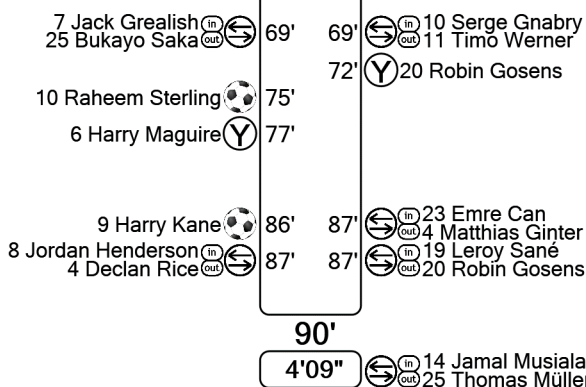 7 Jack Grealish in 69' 69' in 10 Serge Gnabry
25 Bukayo Saka out out 11 Timo Werner
72' Y 20 Robin Gosens
10 Raheem Sterling 75'
6 Harry Maguire Y 77'
9 Harry Kane 86' 87' in 23 Emre Can
out 4 Matthias Ginter
8 Jordan Henderson in 87' 87' in 19 Leroy Sané
4 Declan Rice out out 20 Robin Gosens
90'
4'09" in 14 Jamal Musiala
out 25 Thomas Müller